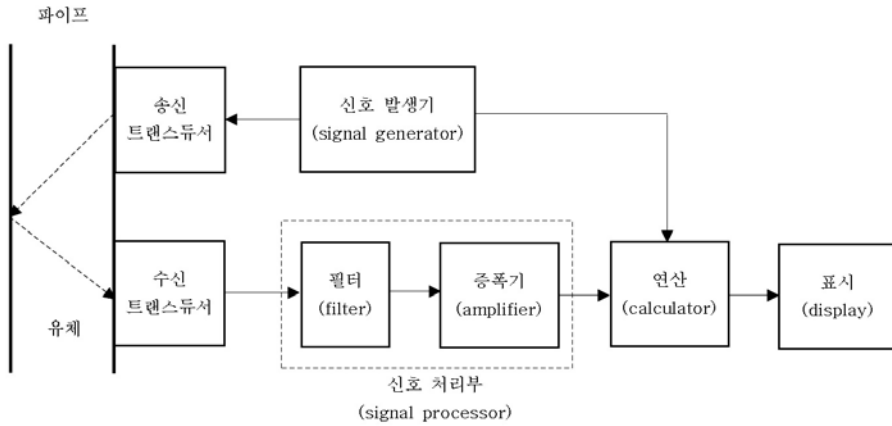 파이프
송신
트랜스듀서
신호 발생기
(signal generator)
수신
트랜스듀서
필터
(filter)
증폭기
(amplifier)
연산
(calculator)
표시
(display)
유체
신호 처리부
(signal processor)